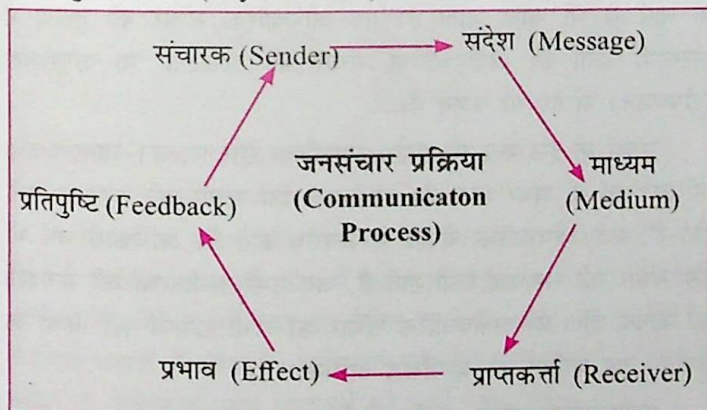 संचारक (Sender) संदेश (Message)
जनसंचार प्रक्रिया माध्यम
प्रतिपुष्टि (Feedback) (Communicaton (Medium)
Process)
प्रभाव (Effect) प्राप्तकर्त्ता (Receiver)